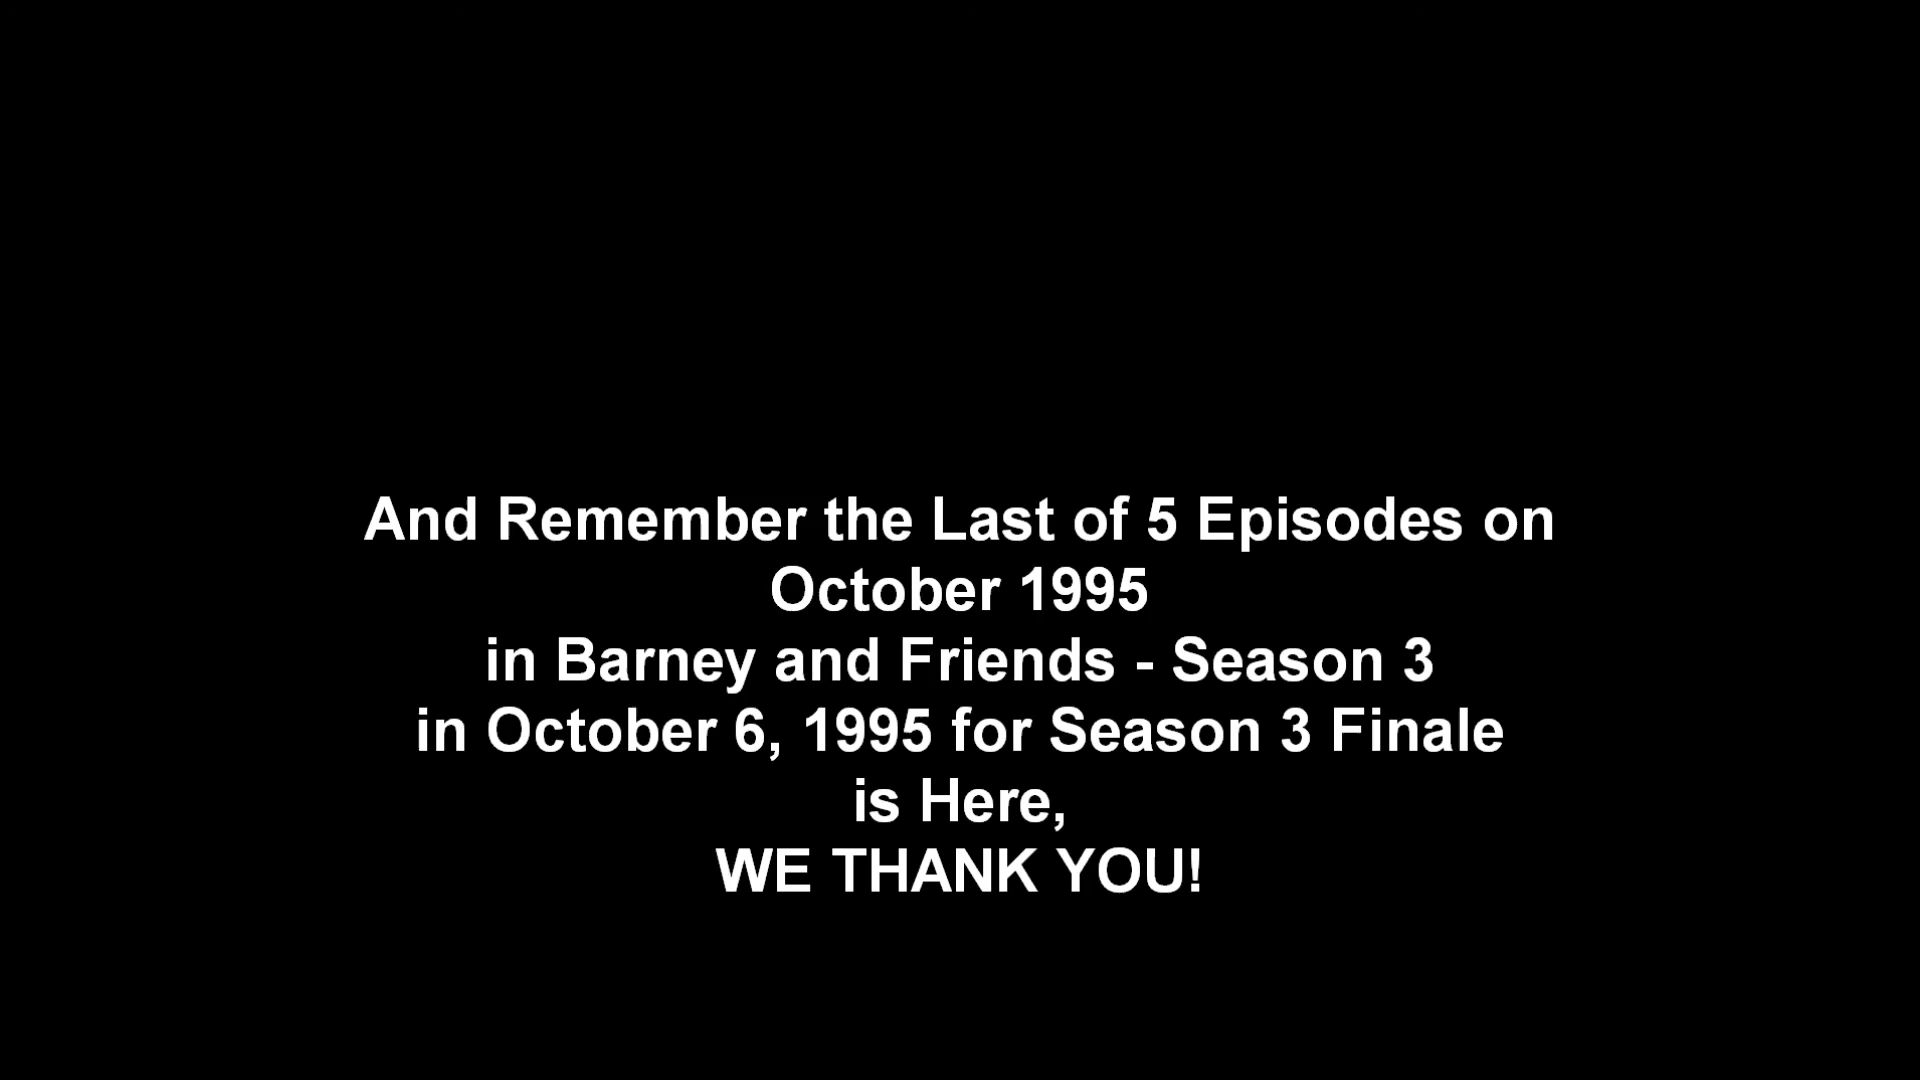 And Remember the Last of 5 Episodes on
October 1995
in Barney and Friends - Season 3
in October 6, 1995 for Season 3 Finale
is Here,
WE THANK YOU!